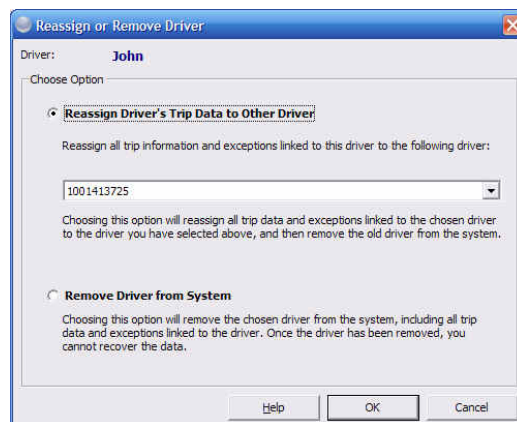 Reassign or Remove Driver
Driver: John
Choose Option
Reassign Driver's Trip Data to Other Driver
Reassign all trip information and exceptions linked to this driver to the following driver:
1001413725
Choosing this option will reassign all trip data and exceptions linked to the chosen driver
to the driver you have selected above, and then remove the old driver from the system.
Remove Driver from System
Choosing this option will remove the chosen driver from the system, including all trip
data and exceptions linked to the driver. Once the driver has been removed, you
cannot recover the data.
Help OK Cancel